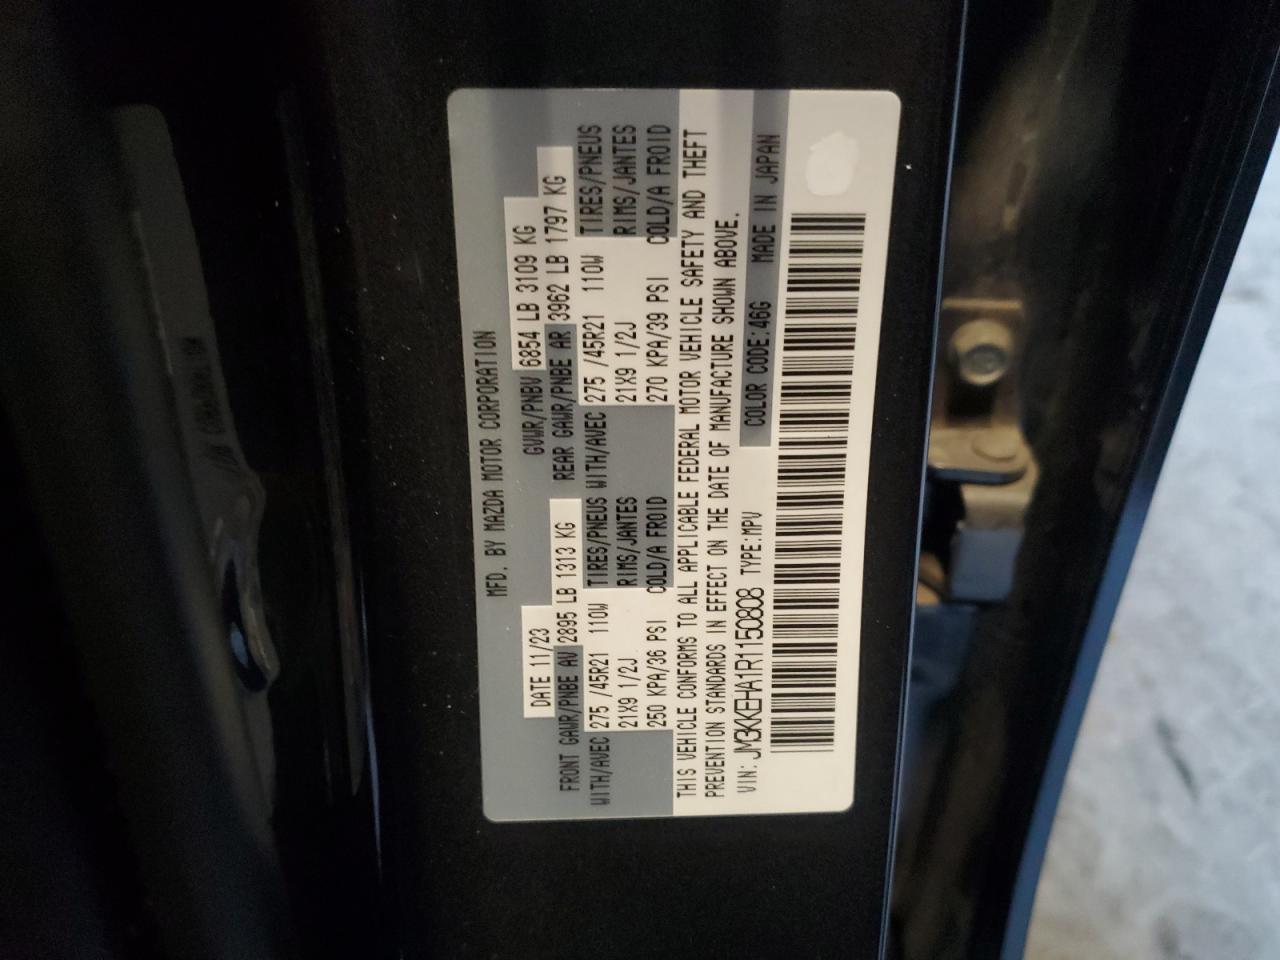 MFD. BY MAZDA MOTOR CORPORATION
DATE 11/23 GVWR/PNBV 6854 LB 3109 KG
FRONT GAWR/PNBE AV 2895 LB 1313 KG REAR GAWR/PNBE AR 3962 LB 1797 KG
WITH/AVEC 275 /45R21 110W TIRES/PNEUS WITH/AVEC 275 /45R21 110W TIRES/PNEUS
21X9 1/2J RIMS/JANTES 21X9 1/2J RIMS/JANTES
250 KPA/36 PSI COLD/A FROID 270 KPA/39 PSI COLD/A FROID
THIS VEHICLE CONFORMS TO ALL APPLICABLE FEDERAL MOTOR VEHICLE SAFETY AND THEFT
PREVENTION STANDARDS IN EFFECT ON THE DATE OF MANUFACTURE SHOWN ABOVE.
VIN: JM3KKEHA1R1150808 TYPE:MPV COLOR CODE:46G MADE IN JAPAN